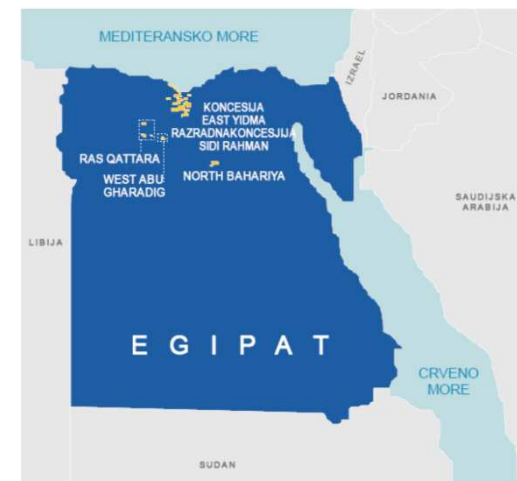 MEDITERANSKO MORE
IZRAEL
JORDANIA
KONCESIJA
EAST YIDMA
RAZRADNAKONCESJIJA
SIDI RAHMAN
RAS QATTARA
WEST ABU
GHARADIG
NORTH BAHARIYA
SAUDIJSKA
ARABIJA
LIBIJA
E G I P A T
CRVENO
MORE
SUDAN